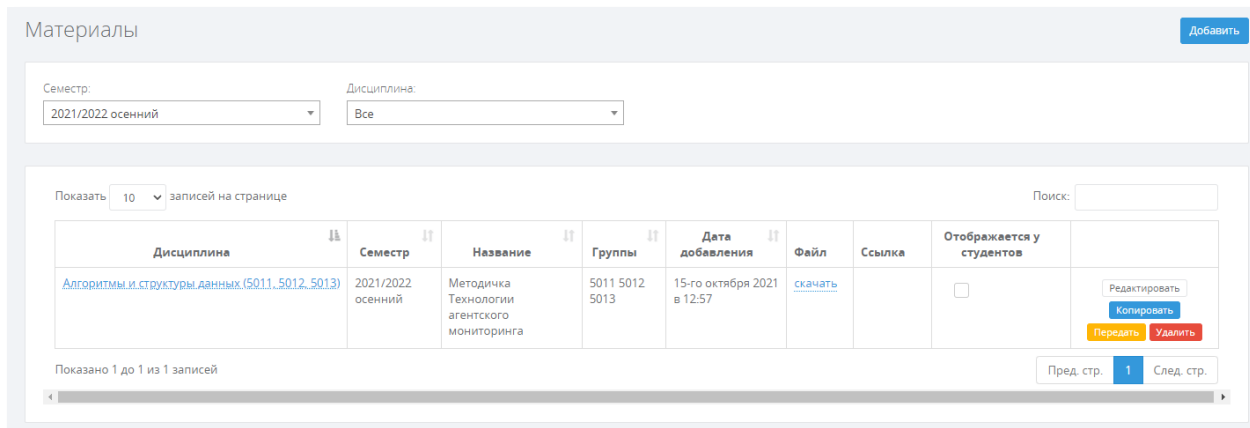 Материалы
Добавить
Семестр:
Дисциплина:
2021/2022 осенний
Все
Показать 10 записей на странице
Поиск:
Дисциплина
Семестр
Название
Группы
Дата
добавления
Файл
Ссылка
Отображается у
студентов
Алгоритмы и структуры данных (5011, 5012, 5013)
2021/2022
осенний
Методичка
Технологии
агентского
мониторинга
5011 5012
5013
15-го октября 2021
в 12:57
скачать
Редактировать
Копировать
Передать
Удалить
Показано 1 до 1 из 1 записей
Пред. стр.
1
След. стр.